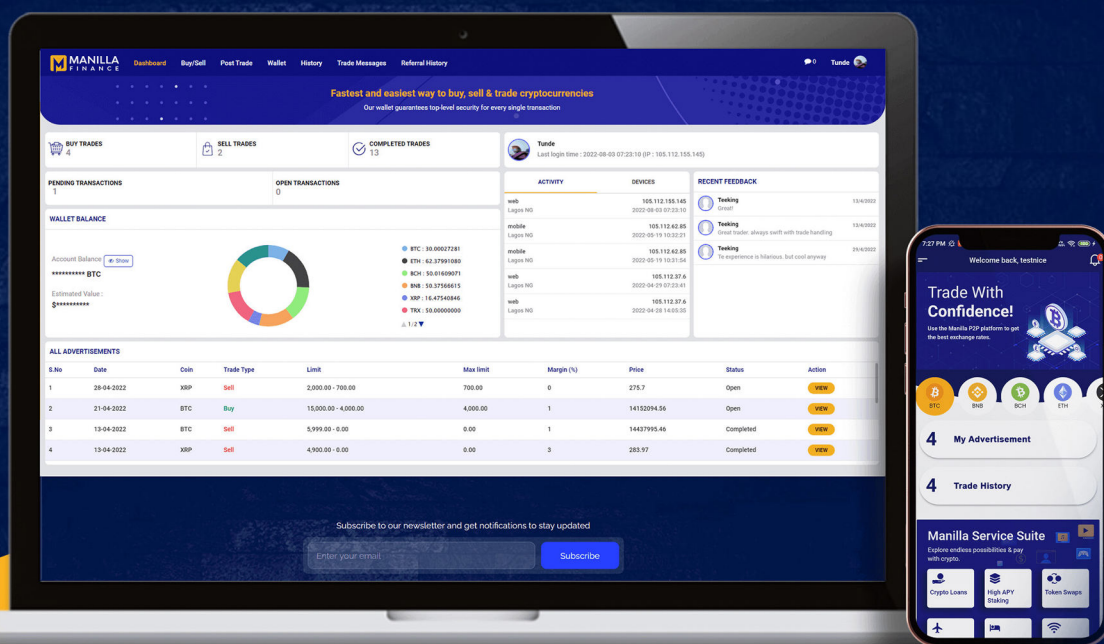 MANILLA
FINANCE
Dashboard Buy/Sell Post Trade Wallet History Trade Messages Referral History
0 Tunde
Fastest and easiest way to buy, sell & trade cryptocurrencies
Our wallet guarantees top-level security for every single transaction
BUY TRADES
4
SELL TRADES
2
COMPLETED TRADES
13
Tunde
Last login time : 2022-08-03 07:23:10 (IP : 105.112.155.145)
PENDING TRANSACTIONS
1
OPEN TRANSACTIONS
0
WALLET BALANCE
Account Balance Show
********** BTC
Estimated Value :
$**********
BTC : 30.00027281
ETH : 62.37991080
BCH : 50.01609071
BNB : 50.37566615
XRP : 16.47540846
TRX : 50.00000000
1/2
ACTIVITY DEVICES
web 105.112.155.145
Lagos NG 2022-08-03 07:23:10
mobile 105.112.62.85
Lagos NG 2022-05-19 10:22:21
mobile 105.112.62.85
Lagos NG 2022-05-19 10:21:54
web 105.112.37.6
Lagos NG 2022-04-29 07:23:41
web 105.112.37.6
Lagos NG 2022-04-28 14:05:35
RECENT FEEDBACK
Teeking 13/4/2022
Great!
Teeking 13/4/2022
Great trader. always swift with trade handling
Teeking 25/4/2022
Te experience is hilarious. but cool anyway
ALL ADVERTISEMENTS
S.No Date Coin Trade Type Limit Max limit Margin (%) Price Status Action
1 28-04-2022 XRP Sell 2,000.00 - 700.00 700.00 0 275.7 Open VIEW
2 21-04-2022 BTC Buy 15,000.00 - 4,000.00 4,000.00 1 14152094.56 Open VIEW
3 13-04-2022 BTC Sell 5,999.00 - 0.00 0.00 1 14437995.46 Completed VIEW
4 13-04-2022 XRP Sell 4,900.00 - 0.00 0.00 3 283.97 Completed VIEW
Subscribe to our newsletter and get notifications to stay updated
Enter your email Subscribe
7:27 PM
Welcome back, testnice
Trade With
Confidence!
Use the Manilla P2P platform to get
the best exchange rates.
BTC BNB BCH ETH
4 My Advertisement
4 Trade History
Manilla Service Suite
Explore endless possibilities & pay
with crypto.
Crypto Loans
High APY
Staking
Token Swaps